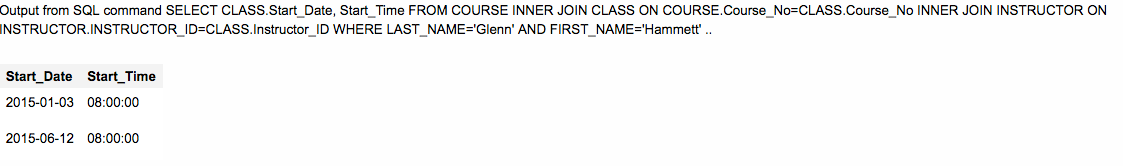 Output from SQL command SELECT CLASS.Start_Date, Start_Time FROM COURSE INNER JOIN CLASS ON COURSE.Course_No=CLASS.Course_No INNER JOIN INSTRUCTOR ON
INSTRUCTOR.INSTRUCTOR_ID=CLASS.Instructor_ID WHERE LAST_NAME='Glenn' AND FIRST_NAME='Hammett' ..
Start_Date Start_Time
2015-01-03 08:00:00
2015-06-12 08:00:00